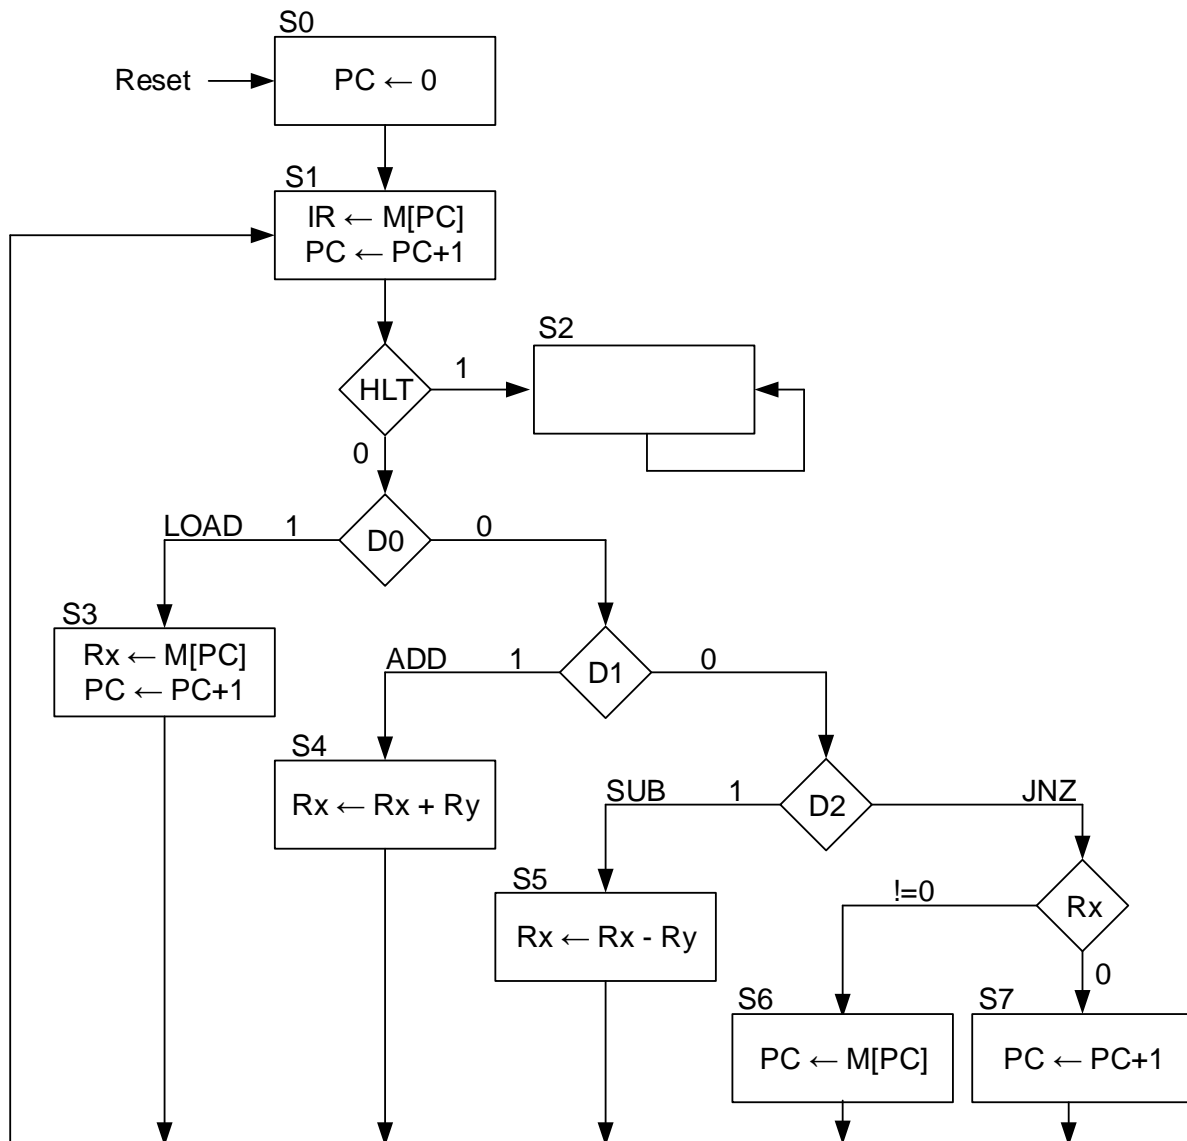 S0
Reset
PC ← 0
S1
IR ← M[PC]
PC ← PC+1
S2
HLT
1
0
LOAD
1
D0
0
S3
Rx ← M[PC]
PC ← PC+1
ADD
1
D1
0
S4
Rx ← Rx + Ry
SUB
1
D2
JNZ
S5
Rx ← Rx - Ry
!=0
Rx
0
S6
PC ← M[PC]
S7
PC ← PC+1